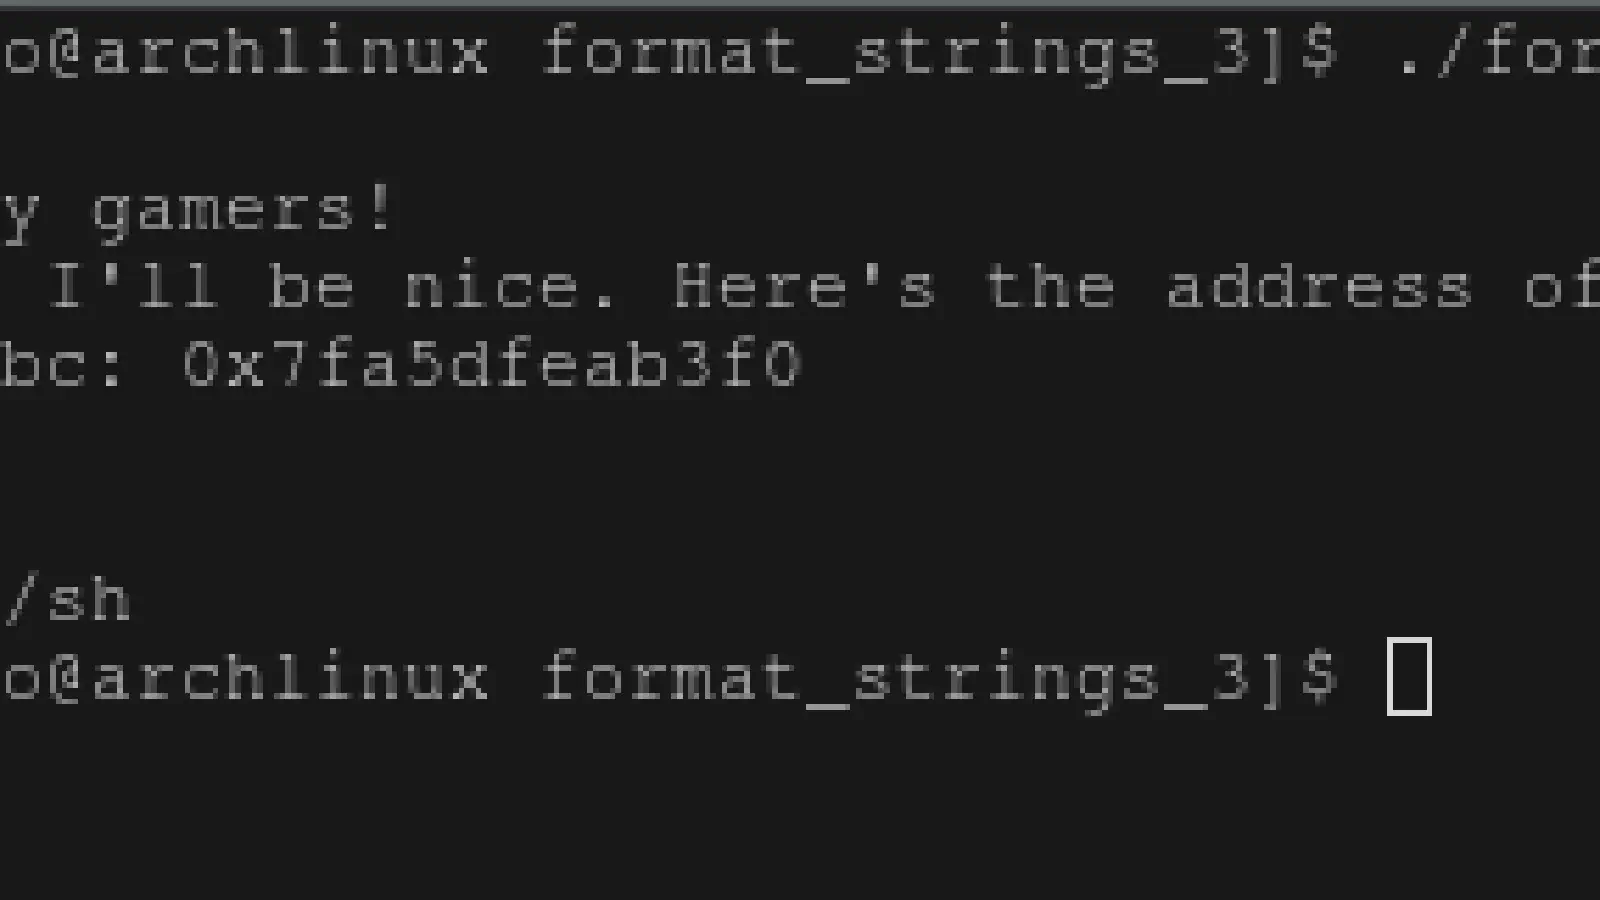 o@archlinux format_strings_3]$ ./for
y gamers!
I'll be nice. Here's the address of
bc: 0x7fa5dfeab3f0
/sh
o@archlinux format_strings_3]$